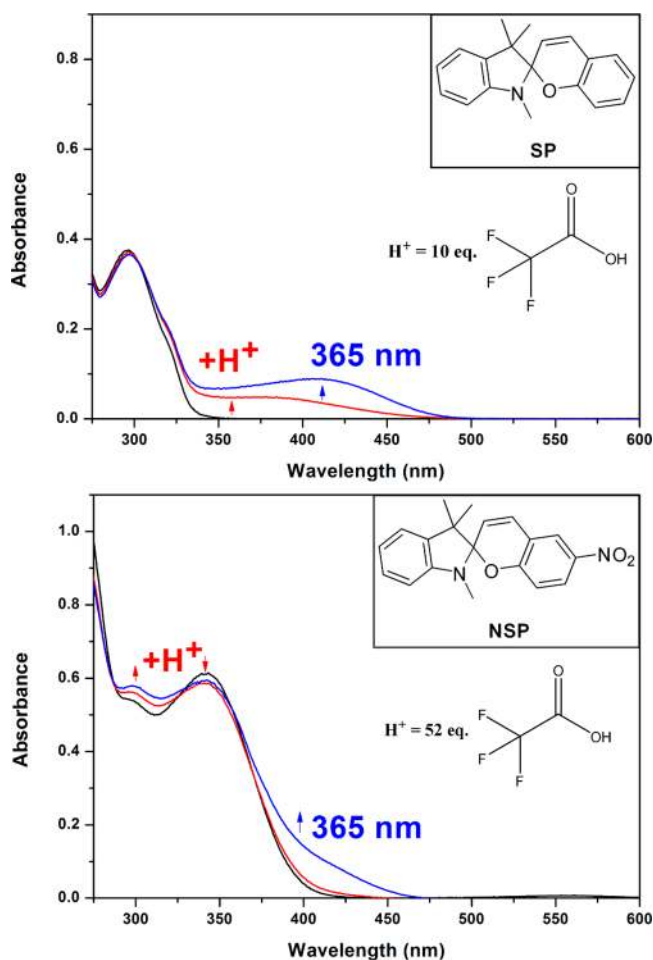 0.8
0.6
0.4
0.2
0.0
Absorbance
300 350 400 450 500 550 600
Wavelength (nm)
+H+
365 nm
N
O
SP
H+ = 10 eq.
O
F
F
F
OH
1.0
0.8
0.6
0.4
0.2
0.0
Absorbance
300 350 400 450 500 550 600
Wavelength (nm)
+H+
365 nm
N
O
NO2
NSP
H+ = 52 eq.
O
F
F
F
OH